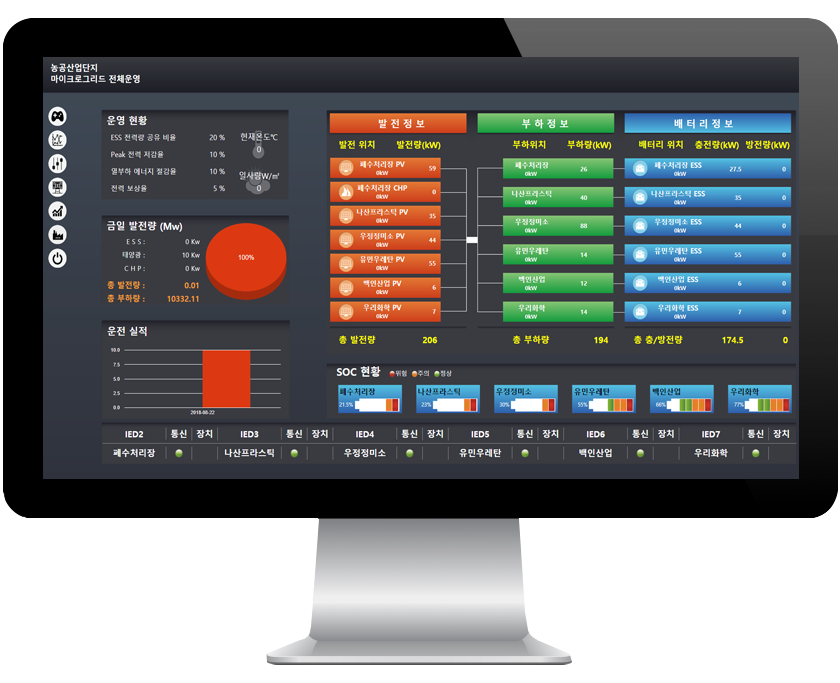 농공산업단지
마이크로그리드 전체운영
운영 현황
ESS 전력량 공유 비율 20 %
Peak 전력 저감율 10 %
열부하 에너지 절감율 10 %
전력 보상율 5 %
현재온도℃
0
일사량W/㎡
0
금일 발전량 (Mw)
E S S : 0 Kw
태양광 : 10 Kw
C H P : 0 Kw
총 발전량 : 0.01
총 부하량 : 10332.11
100%
운전 실적
10.0
7.5
5.0
2.5
0.0
2018-08-22
발 전 정 보
발전 위치 발전량(kW)
폐수처리장 PV 59
0kW
폐수처리장 CHP 0
0kW
나산프라스틱 PV 35
0kW
우정정미소 PV 44
0kW
유민우레탄 PV 55
0kW
백인산업 PV 6
0kW
우리화학 PV 7
0kW
총 발전량 206
부 하 정 보
부하위치 부하량(kW)
폐수처리장 26
0kW
나산프라스틱 40
0kW
우정정미소 88
0kW
유민우레탄 14
0kW
백인산업 12
0kW
우리화학 14
0kW
총 부하량 194
배 터 리 정 보
배터리 위치 충전량(kW) 방전량(kW)
폐수처리장 ESS 27.5 0
0kW
나산프라스틱 ESS 35 0
0kW
우정정미소 ESS 44 0
0kW
유민우레탄 ESS 55 0
0kW
백인산업 ESS 6 0
0kW
우리화학 ESS 7 0
0kW
총 충/방전량 174.5 0
SOC 현황 위험 주의 정상
폐수처리장 나산프라스틱 우정정미소 유민우레탄 백인산업 우리화학
21.5% 23% 30% 55% 66% 77%
IED2 통신 장치 IED3 통신 장치 IED4 통신 장치 IED5 통신 장치 IED6 통신 장치 IED7 통신 장치
폐수처리장 나산프라스틱 우정정미소 유민우레탄 백인산업 우리화학